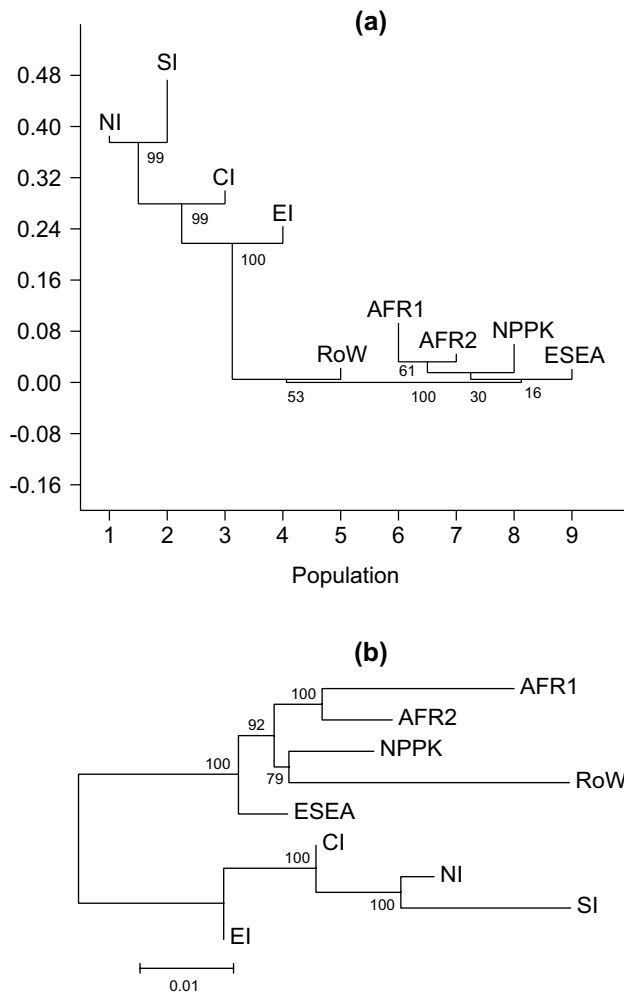 (a)
0.48
0.40
0.32
0.24
0.16
0.08
0.00
-0.08
-0.16
SI
NI
99
CI
99
EI
100
AFR1
AFR2
NPPK
RoW
ESEA
61
53
100
30
16
1 2 3 4 5 6 7 8 9
Population
(b)
100
AFR1
92
AFR2
NPPK
100
79
RoW
ESEA
CI
100
NI
100
SI
EI
0.01